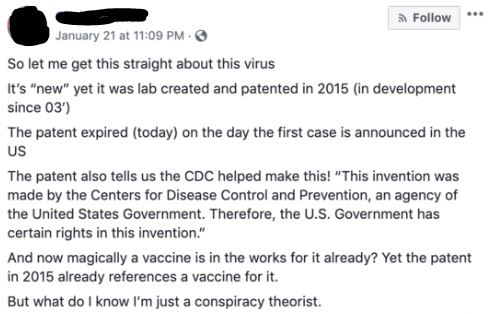 Follow
January 21 at 11:09 PM ·
So let me get this straight about this virus
It's “new” yet it was lab created and patented in 2015 (in development
since 03’)
The patent expired (today) on the day the first case is announced in the
US
The patent also tells us the CDC helped make this! “This invention was
made by the Centers for Disease Control and Prevention, an agency of
the United States Government. Therefore, the U.S. Government has
certain rights in this invention.”
And now magically a vaccine is in the works for it already? Yet the patent
in 2015 already references a vaccine for it.
But what do I know I'm just a conspiracy theorist.